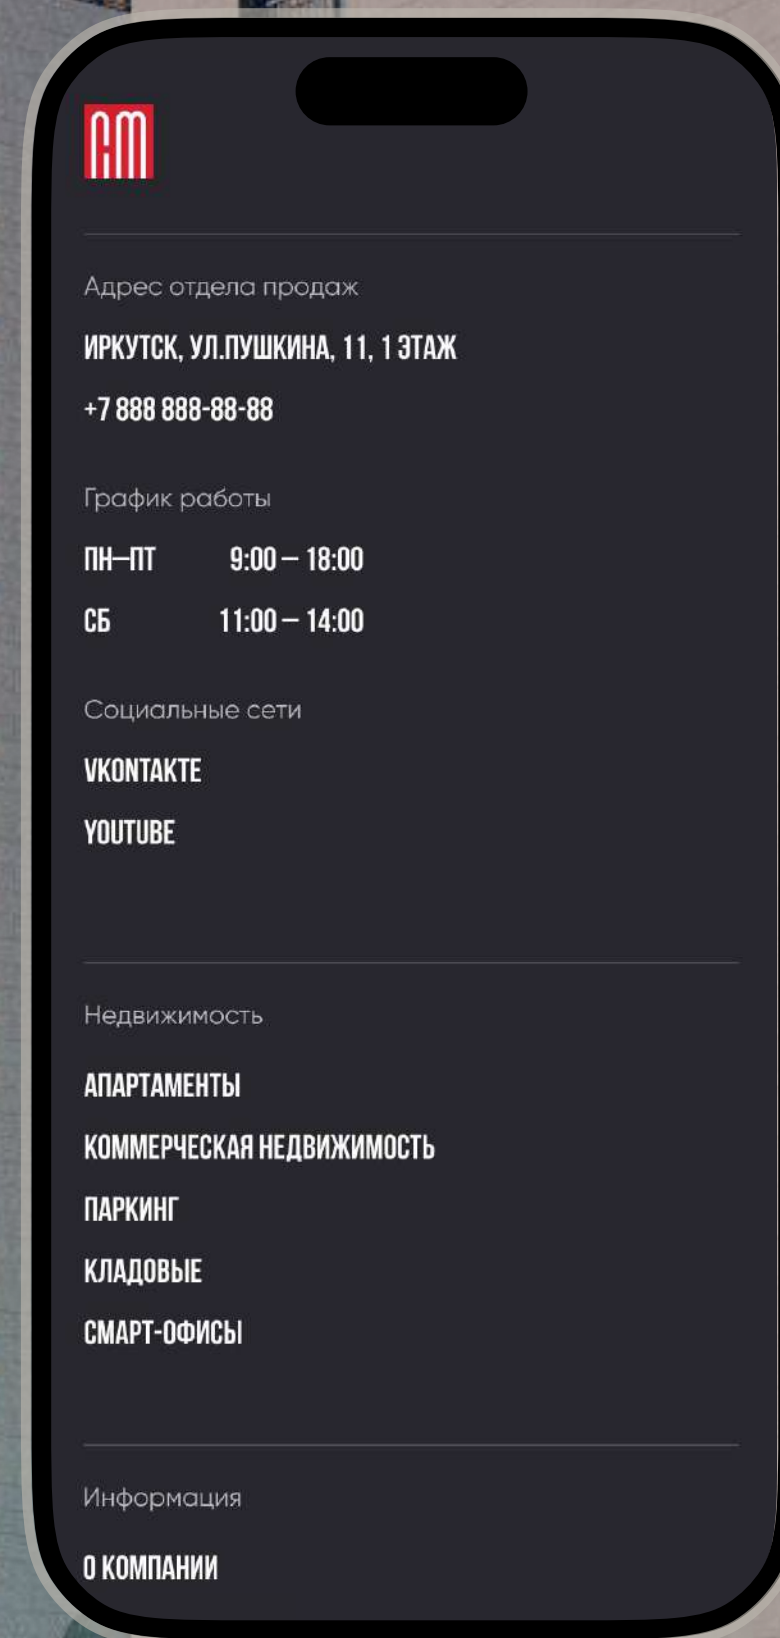 АМ
Адрес отдела продаж
ИРКУТСК, УЛ.ПУШКИНА, 11, 1 ЭТАЖ
+7 888 888-88-88
График работы
ПН–ПТ 9:00 – 18:00
СБ 11:00 – 14:00
Социальные сети
VKONTAKTE
YOUTUBE
Недвижимость
АПАРТАМЕНТЫ
КОММЕРЧЕСКАЯ НЕДВИЖИМОСТЬ
ПАРКИНГ
КЛАДОВЫЕ
СМАРТ-ОФИСЫ
Информация
О КОМПАНИИ